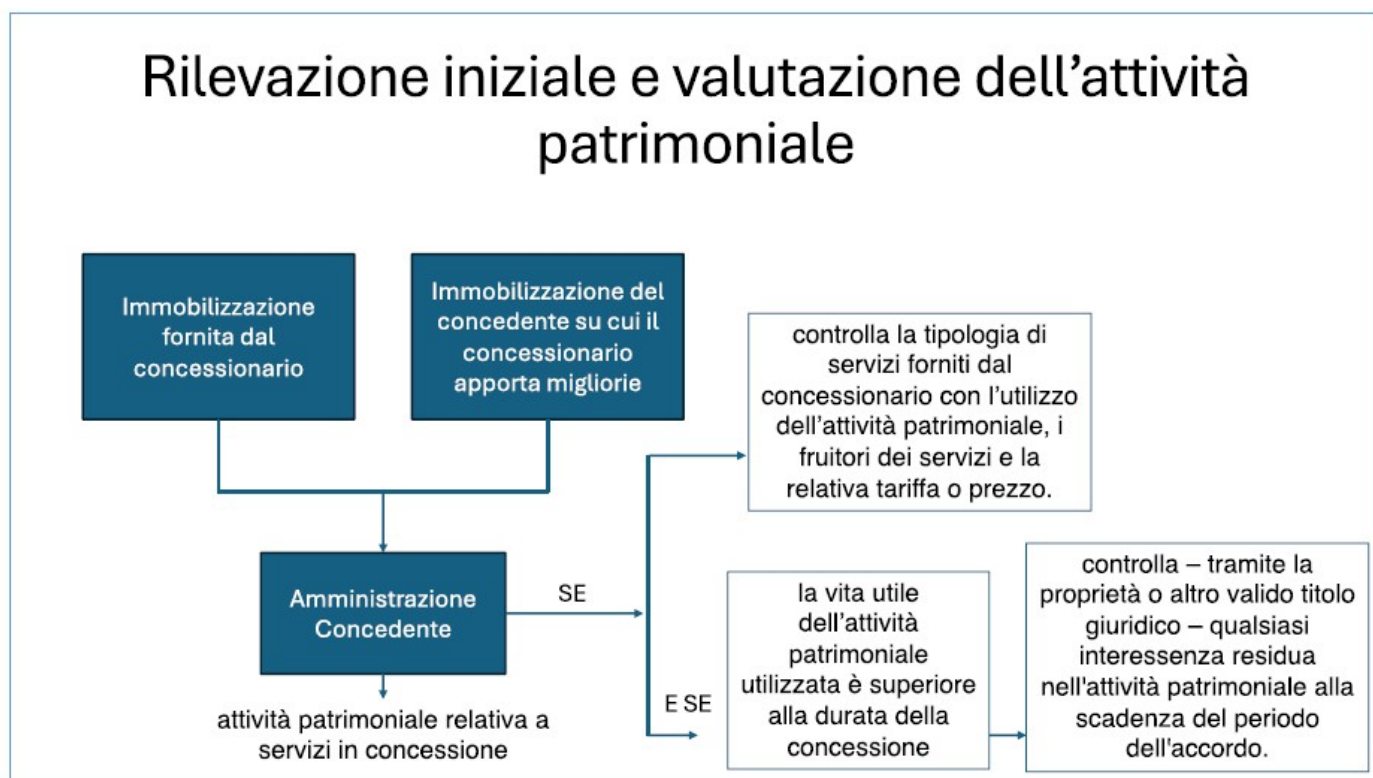 Rilevazione iniziale e valutazione dell’attività
patrimoniale
Immobilizzazione
fornita dal
concessionario
Immobilizzazione del
concedente su cui il
concessionario
apporta migliorie
controlla la tipologia di
servizi forniti dal
concessionario con l’utilizzo
dell’attività patrimoniale, i
fruitori dei servizi e la
relativa tariffa o prezzo.
Amministrazione
Concedente
SE
E SE
la vita utile
dell’attività
patrimoniale
utilizzata è superiore
alla durata della
concessione
controlla – tramite la
proprietà o altro valido titolo
giuridico – qualsiasi
interessenza residua
nell'attività patrimoniale alla
scadenza del periodo
dell'accordo.
attività patrimoniale relativa a
servizi in concessione